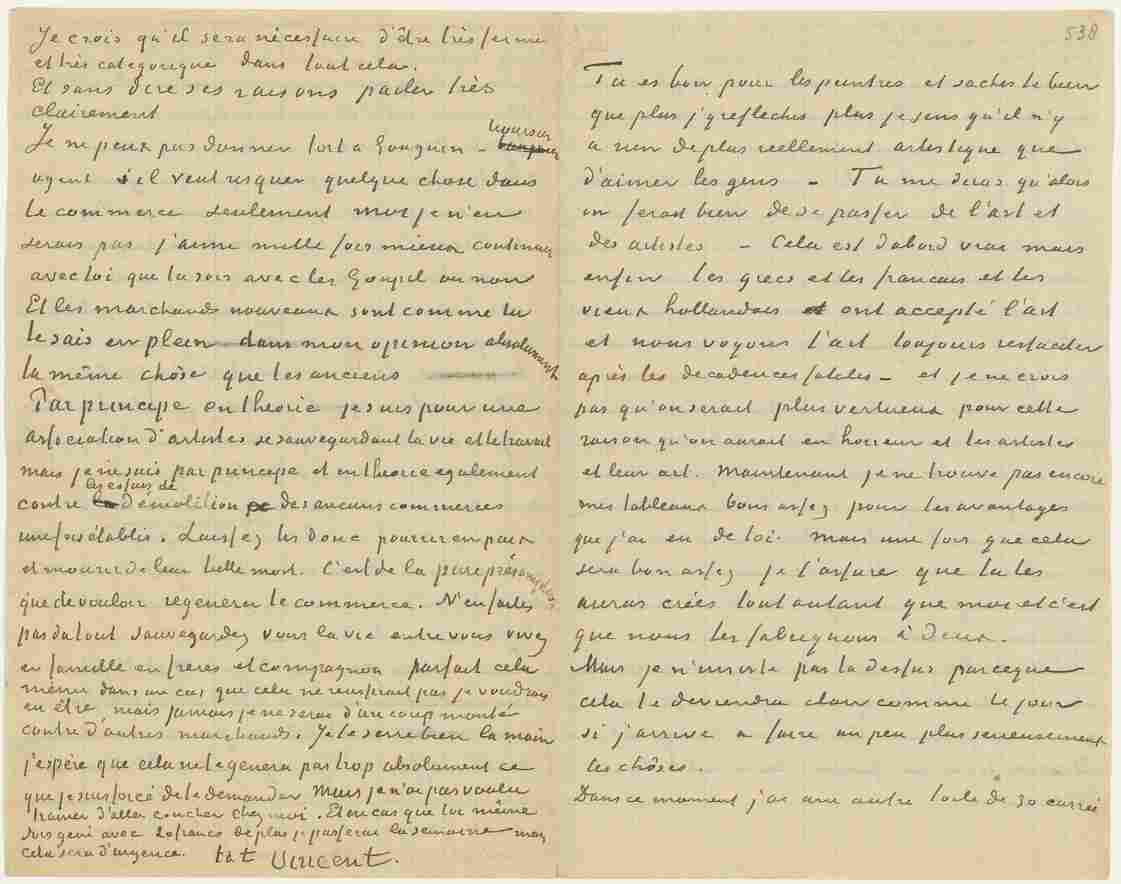 Je crois qu'il sera nécessaire d'être très ferme
et très categorique dans tout cela.
Et sans dire ses raisons parler très
clairement
Je ne peux pas donner tort a Gauguin –
agent s'il veut risquer quelque chose dans
le commerce seulement moi je n'en
serais pas j'aime mille fois mieux continuer
avec toi que tu sois avec les Goupil ou non
Et les marchands nouveaux sont comme tu
le sais en plein dans mon opinion absolument
la même chôse que les anciens
Par principe en theorie je suis pour une
association d'artistes se sauvegardant la vie et le travail
mais je suis par principe et en theorie egalement
contre les essais de démolition des anciens commerces
une fois établis. Laissez les donc pourrir en paix
et mourir de leur belle mort. C'est de la pure présomption
que de vouloir regenerer le commerce. N'en faites
pas du tout sauvegardez vous la vie entre vous vivez
en famille en frères et compagnon parfait cela
même dans un cas que cela ne reussirait pas je voudrais
en être, mais jamais je ne serai d'un coup monté
contre d'autres marchands. Je te serre bien la main
j'espère que cela ne te genera pas trop absolument ce
que je suis forcé de te demander mais je n'ai pas voulu
trainer d'aller coucher chez moi. Et en cas que toi même
sois gené avec 20 francs de plus je passerai la semaine mais
cela sera d'urgence. t à t Vincent.
538
Tu es bon pour les peintres et saches le bien
que plus j'y reflechis plus je sens qu'il n'y
a rien de plus reellement artistique que
d'aimer les gens – Tu me diras qu'alors
on ferait bien de se passer de l'art et
des artistes – Cela est d'abord vrai mais
enfin les grecs et les francais et les
vieux hollandais ont accepté l'art
et nous voyons l'art toujours ressusciter
après les decadences fatales – et je ne crois
pas qu'on serait plus vertueux pour cette
raison qu'on aurait en horreur et les artistes
et leur art. Maintenant je ne trouve pas encore
mes tableaux bons assez pour les avantages
que j'ai eu de toi. Mais une fois que cela
sera bon assez je t'assure que tu les
auras créés tout autant que moi et c'est
que nous les fabriquons à deux.
Mais je n'insiste pas la dessus parceque
cela te deviendra clair comme le jour
si j'arrive a faire un peu plus serieusement
les chôses.
Dans ce moment j'ai une autre toile de 30 carrée